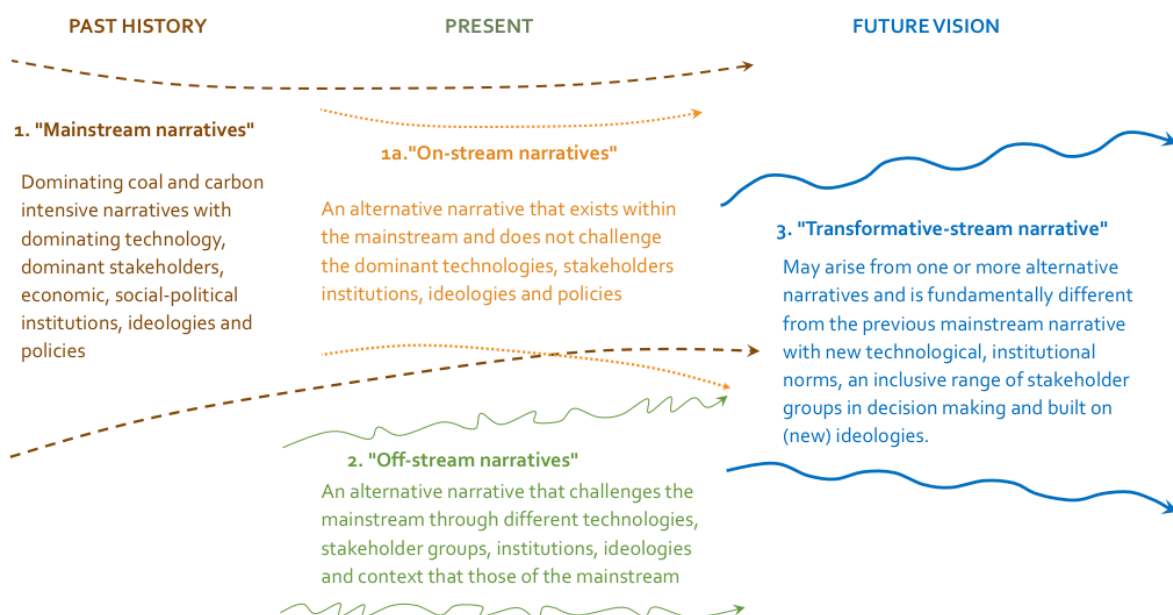 PAST HISTORY
PRESENT
FUTURE VISION
1. "Mainstream narratives"
Dominating coal and carbon
intensive narratives with
dominating technology,
dominant stakeholders,
economic, social-political
institutions, ideologies and
policies
1a."On-stream narratives"
An alternative narrative that exists within
the mainstream and does not challenge
the dominant technologies, stakeholders
institutions, ideologies and policies
2. "Off-stream narratives"
An alternative narrative that challenges the
mainstream through different technologies,
stakeholder groups, institutions, ideologies
and context that those of the mainstream
3. "Transformative-stream narrative"
May arise from one or more alternative
narratives and is fundamentally different
from the previous mainstream narrative
with new technological, institutional
norms, an inclusive range of stakeholder
groups in decision making and built on
(new) ideologies.